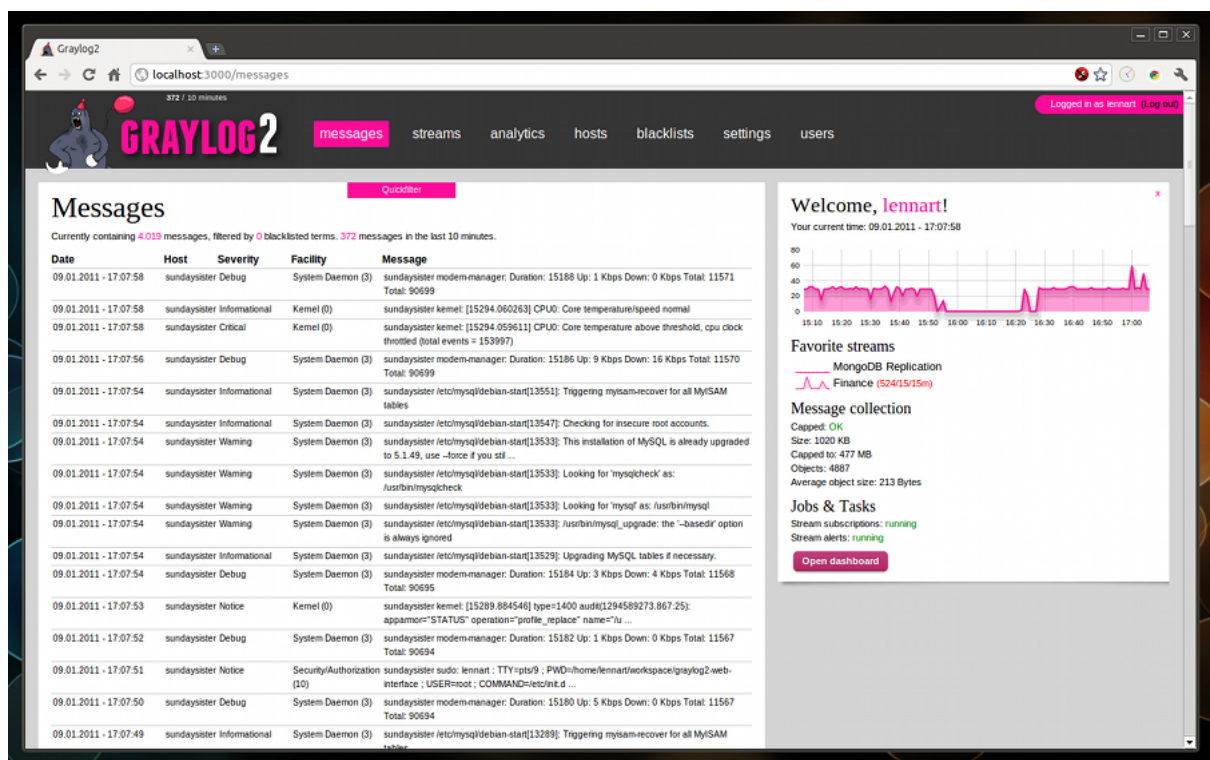 Graylog2
localhost:3000/messages
372 / 10 minutes
Logged in as lennart (Log out)
GRAYLOG2
messages streams analytics hosts blacklists settings users
Quickfilter
Messages
Currently containing 4.019 messages, filtered by 0 blacklisted terms. 372 messages in the last 10 minutes.
Date Host Severity Facility Message
09.01.2011 - 17:07:58 sundaysister Debug System Daemon (3) sundaysister modem-manager: Duration: 15188 Up: 1 Kbps Down: 0 Kbps Total: 11571
Total: 90699
09.01.2011 - 17:07:58 sundaysister Informational Kernel (0) sundaysister kernel: [15294.060263] CPU0: Core temperature/speed normal
09.01.2011 - 17:07:58 sundaysister Critical Kernel (0) sundaysister kernel: [15294.059611] CPU0: Core temperature above threshold, cpu clock
throttled (total events = 153997)
09.01.2011 - 17:07:56 sundaysister Debug System Daemon (3) sundaysister modem-manager: Duration: 15186 Up: 9 Kbps Down: 16 Kbps Total: 11570
Total: 90699
09.01.2011 - 17:07:54 sundaysister Informational System Daemon (3) sundaysister /etc/mysql/debian-start[13551]: Triggering myisam-recover for all MyISAM
tables
09.01.2011 - 17:07:54 sundaysister Informational System Daemon (3) sundaysister /etc/mysql/debian-start[13547]: Checking for insecure root accounts.
09.01.2011 - 17:07:54 sundaysister Warning System Daemon (3) sundaysister /etc/mysql/debian-start[13533]: This installation of MySQL is already upgraded
to 5.1.49, use --force if you stil ...
09.01.2011 - 17:07:54 sundaysister Warning System Daemon (3) sundaysister /etc/mysql/debian-start[13533]: Looking for 'mysqlcheck' as:
/usr/bin/mysqlcheck
09.01.2011 - 17:07:54 sundaysister Warning System Daemon (3) sundaysister /etc/mysql/debian-start[13533]: Looking for 'mysql' as: /usr/bin/mysql
09.01.2011 - 17:07:54 sundaysister Warning System Daemon (3) sundaysister /etc/mysql/debian-start[13533]: /usr/bin/mysql_upgrade: the '--basedir' option
is always ignored
09.01.2011 - 17:07:54 sundaysister Informational System Daemon (3) sundaysister /etc/mysql/debian-start[13529]: Upgrading MySQL tables if necessary.
09.01.2011 - 17:07:54 sundaysister Debug System Daemon (3) sundaysister modem-manager: Duration: 15184 Up: 3 Kbps Down: 4 Kbps Total: 11568
Total: 90695
09.01.2011 - 17:07:53 sundaysister Notice Kernel (0) sundaysister kernel: [15289.884546] type=1400 audit(1294589273.867:25):
apparmor="STATUS" operation="profile_replace" name="/u ...
09.01.2011 - 17:07:52 sundaysister Debug System Daemon (3) sundaysister modem-manager: Duration: 15182 Up: 1 Kbps Down: 0 Kbps Total: 11567
Total: 90694
09.01.2011 - 17:07:51 sundaysister Notice Security/Authorization sundaysister sudo: lennart : TTY=pts/9 ; PWD=/home/lennart/workspace/graylog2-web-
(10) interface ; USER=root ; COMMAND=/etc/init.d ...
09.01.2011 - 17:07:50 sundaysister Debug System Daemon (3) sundaysister modem-manager: Duration: 15180 Up: 5 Kbps Down: 0 Kbps Total: 11567
Total: 90694
09.01.2011 - 17:07:49 sundaysister Informational System Daemon (3) sundaysister /etc/mysql/debian-start[13289]: Triggering myisam-recover for all MyISAM
tables
x
Welcome, lennart!
Your current time: 09.01.2011 - 17:07:58
80
60
40
20
0
15:10 15:20 15:30 15:40 15:50 16:00 16:10 16:20 16:30 16:40 16:50 17:00
Favorite streams
MongoDB Replication
Finance (524/15/15m)
Message collection
Capped: OK
Size: 1020 KB
Capped to: 477 MB
Objects: 4887
Average object size: 213 Bytes
Jobs & Tasks
Stream subscriptions: running
Stream alerts: running
Open dashboard